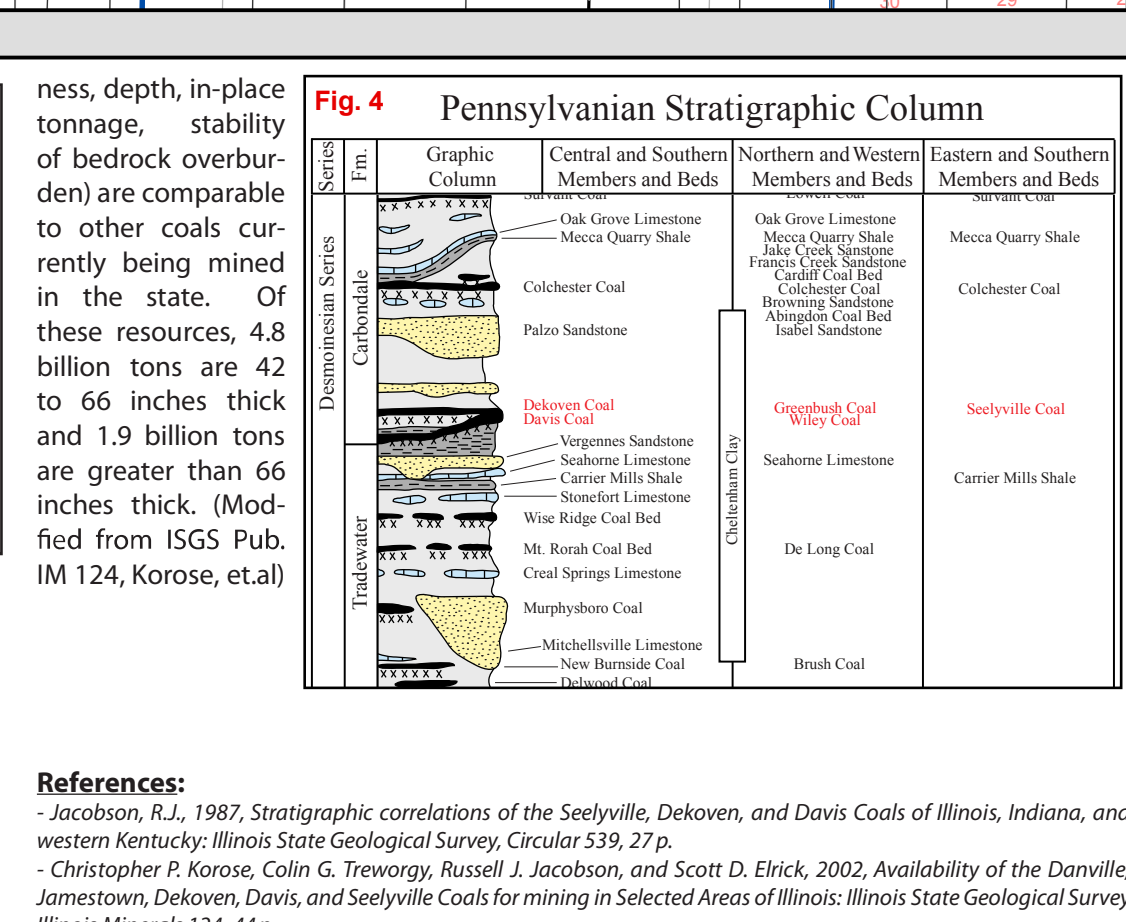 30
29
ness, depth, in-place
tonnage, stability
of bedrock overbur-
den) are comparable
to other coals cur-
rently being mined
in the state. Of
these resources, 4.8
billion tons are 42
to 66 inches thick
and 1.9 billion tons
are greater than 66
inches thick. (Mod-
fied from ISGS Pub.
IM 124, Korose, et.al)
Fig. 4
Pennsylvanian Stratigraphic Column
Series
Fm.
Graphic
Column
Central and Southern
Members and Beds
Northern and Western
Members and Beds
Eastern and Southern
Members and Beds
Desmoinesian Series
Carbondale
Tradewater
Survant Coal
Oak Grove Limestone
Mecca Quarry Shale
Colchester Coal
Palzo Sandstone
Dekoven Coal
Davis Coal
Vergennes Sandstone
Seahorne Limestone
Carrier Mills Shale
Stonefort Limestone
Wise Ridge Coal Bed
Mt. Rorah Coal Bed
Creal Springs Limestone
Murphysboro Coal
Mitchellsville Limestone
New Burnside Coal
Delwood Coal
Cheltenham Clay
Lowell Coal
Oak Grove Limestone
Mecca Quarry Shale
Jake Creek Sanstone
Francis Creek Sandstone
Cardiff Coal Bed
Colchester Coal
Browning Sandstone
Abingdon Coal Bed
Isabel Sandstone
Greenbush Coal
Wiley Coal
Seahorne Limestone
De Long Coal
Brush Coal
Survant Coal
Mecca Quarry Shale
Colchester Coal
Seelyville Coal
Carrier Mills Shale
References:
- Jacobson, R.J., 1987, Stratigraphic correlations of the Seelyville, Dekoven, and Davis Coals of Illinois, Indiana, and
western Kentucky: Illinois State Geological Survey, Circular 539, 27 p.
- Christopher P. Korose, Colin G. Treworgy, Russell J. Jacobson, and Scott D. Elrick, 2002, Availability of the Danville,
Jamestown, Dekoven, Davis, and Seelyville Coals for mining in Selected Areas of Illinois: Illinois State Geological Survey
Illinois Minerals 124, 44 p.